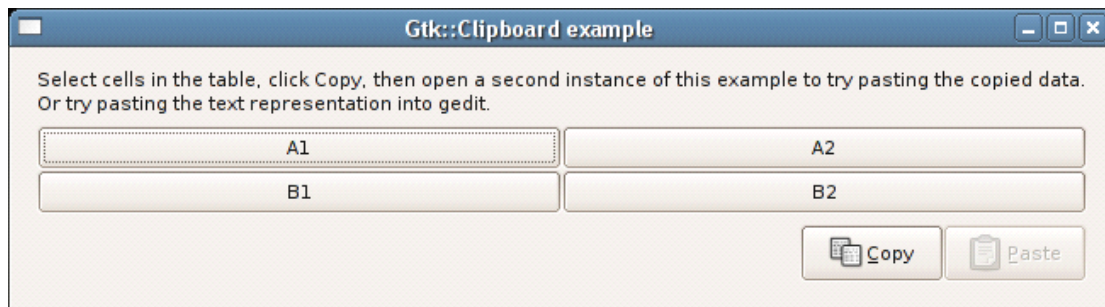 Gtk::Clipboard example
Select cells in the table, click Copy, then open a second instance of this example to try pasting the copied data.
Or try pasting the text representation into gedit.
A1 A2
B1 B2
Copy Paste